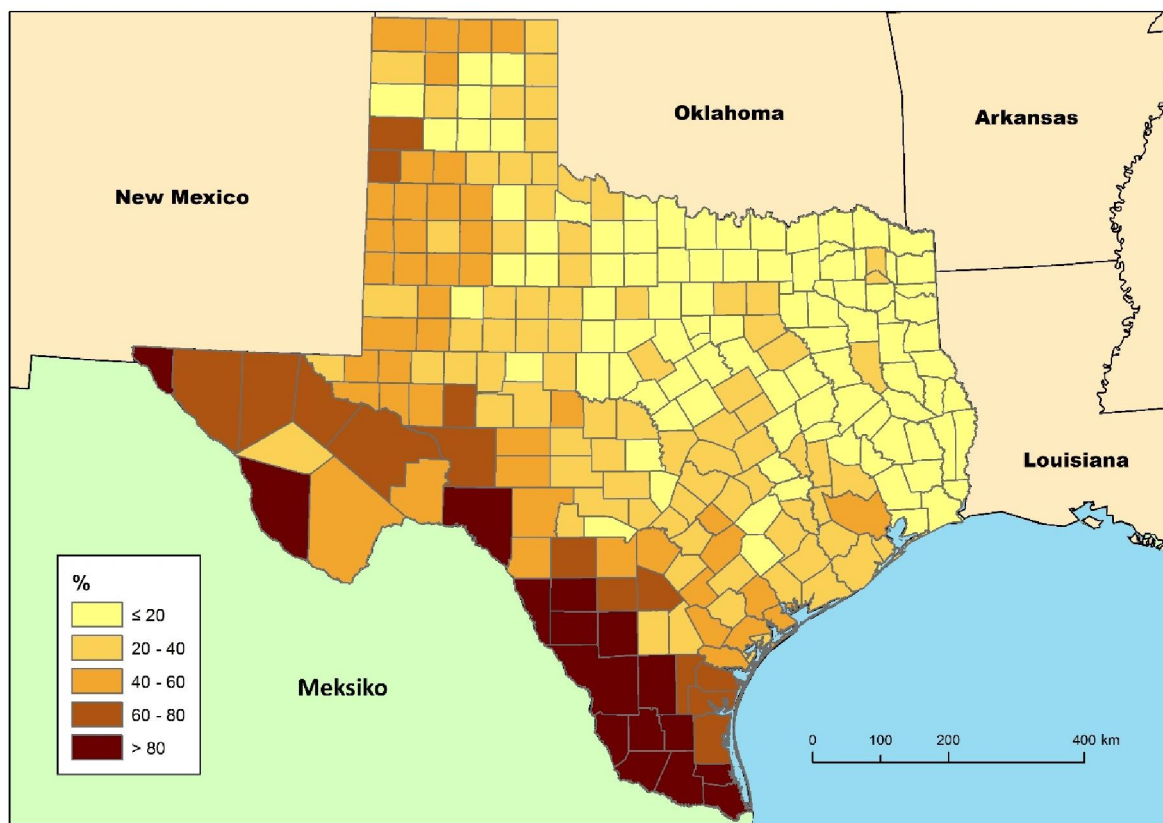 Oklahoma
Arkansas
New Mexico
Louisiana
%
≤ 20
20 - 40
40 - 60
60 - 80
> 80
Meksiko
0 100 200 400 km